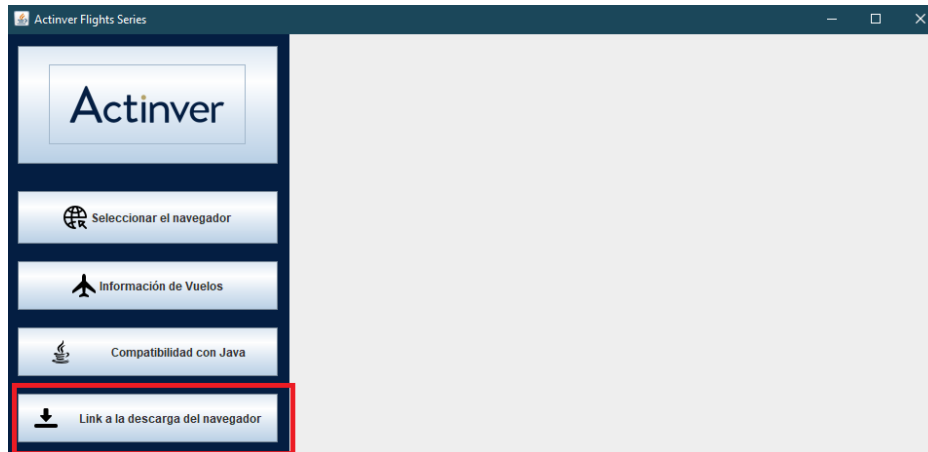 Actinver Flights Series
Actinver
Seleccionar el navegador
Información de Vuelos
Compatibilidad con Java
Link a la descarga del navegador